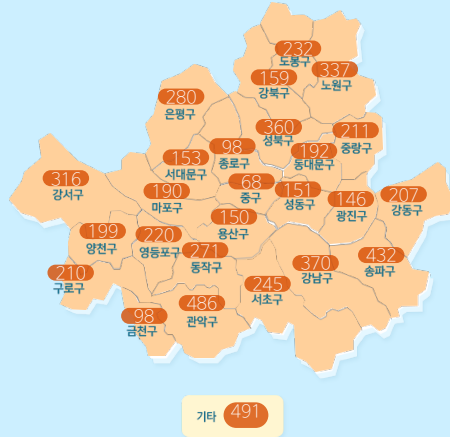 232
도봉구
337
노원구
159
강북구
280
은평구
360
성북구
211
중랑구
98
종로구
192
동대문구
153
서대문구
316
강서구
190
마포구
68
중구
151
성동구
146
광진구
207
강동구
150
용산구
199
양천구
220
영등포구
271
동작구
432
송파구
370
강남구
210
구로구
245
서초구
486
관악구
98
금천구
기타 491